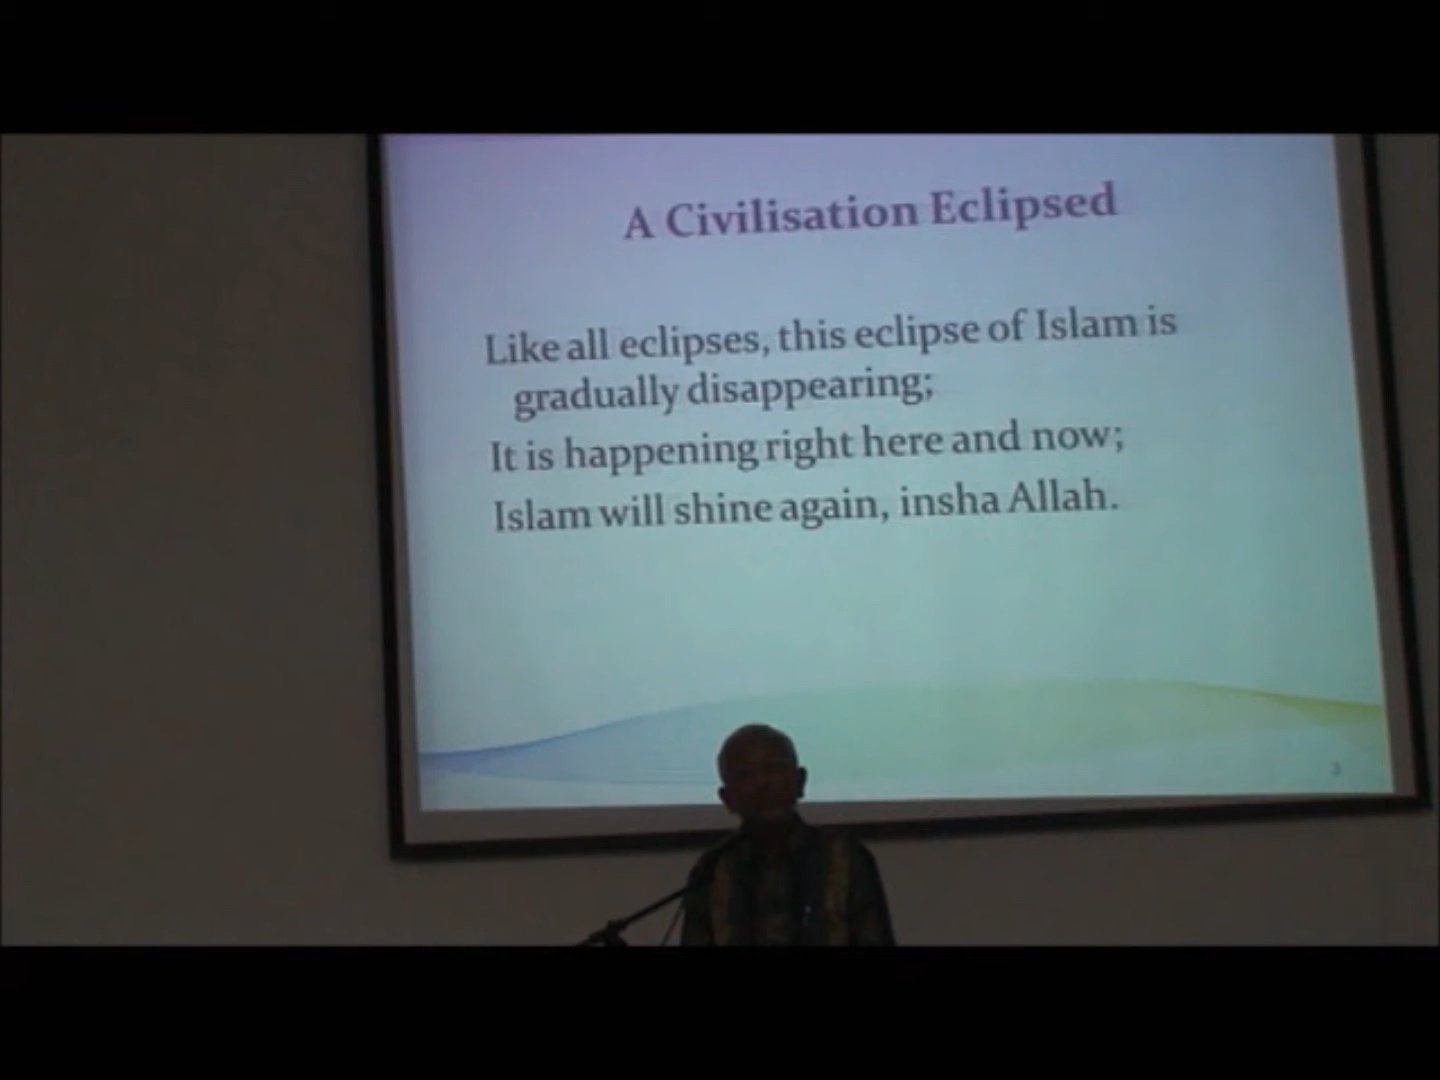 A Civilisation Eclipsed
Like all eclipses, this eclipse of Islam is
gradually disappearing;
It is happening right here and now;
Islam will shine again, insha Allah.
3